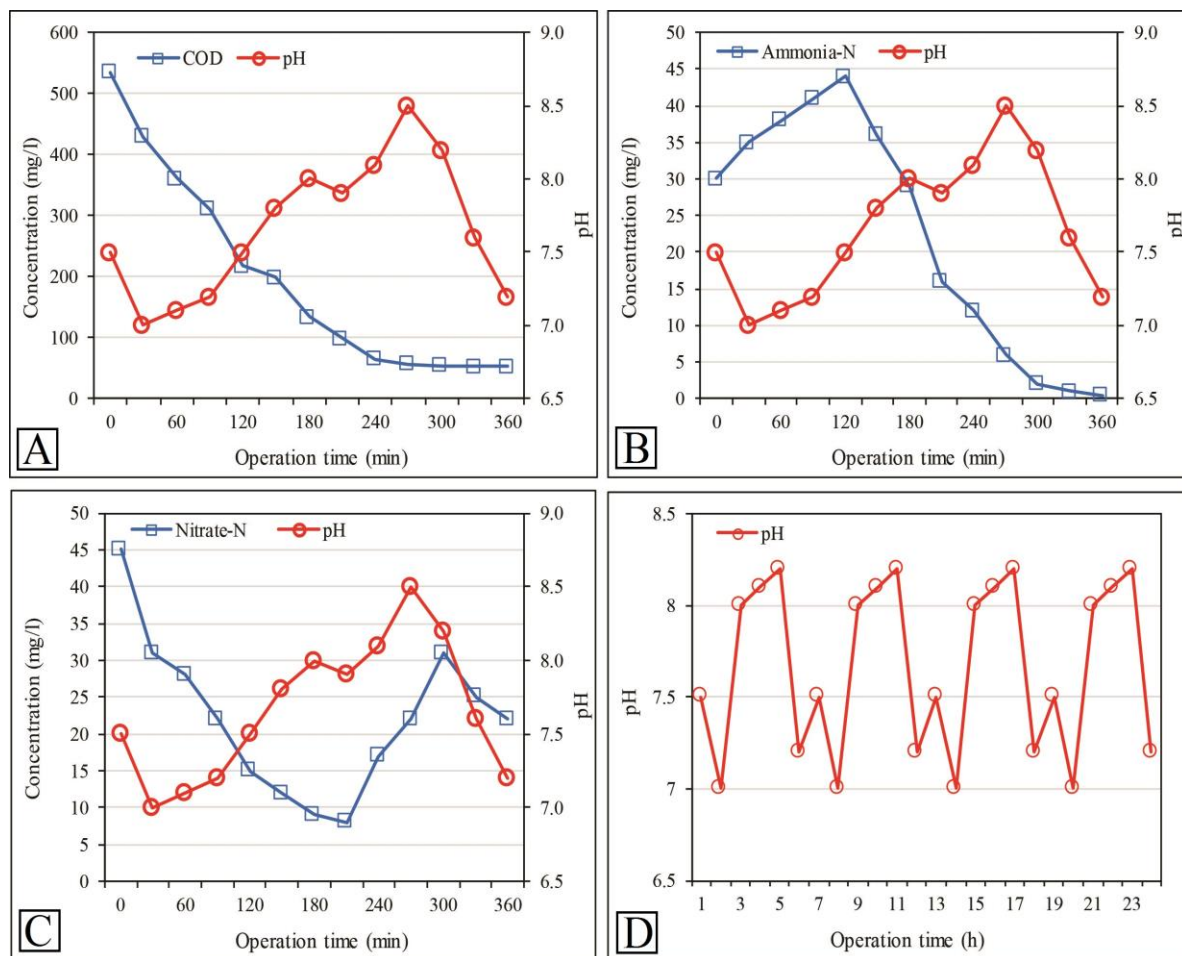 COD pH
Concentration (mg/l)
600
500
400
300
200
100
0
9.0
8.5
8.0
7.5
7.0
6.5
pH
0 60 120 180 240 300 360
Operation time (min)
A
Ammonia-N pH
Concentration (mg/l)
50
45
40
35
30
25
20
15
10
5
0
9.0
8.5
8.0
7.5
7.0
6.5
pH
0 60 120 180 240 300 360
Operation time (min)
B
Nitrate-N pH
Concentration (mg/l)
50
45
40
35
30
25
20
15
10
5
0
9.0
8.5
8.0
7.5
7.0
6.5
pH
0 60 120 180 240 300 360
Operation time (min)
C
pH
pH
8.5
8
7.5
7
6.5
1 3 5 7 9 11 13 15 17 19 21 23
Operation time (h)
D